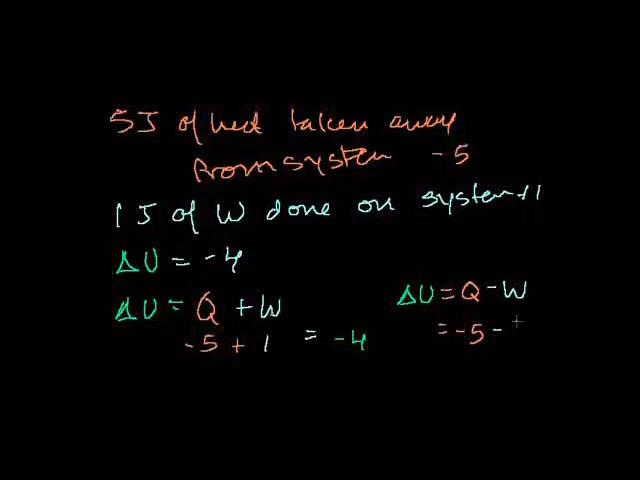 5J of heat taken away
from system -5
1 J of W done on system +1
ΔU = -4
ΔU = Q + W
-5 + 1 = -4
ΔU = Q - W
= -5 - +